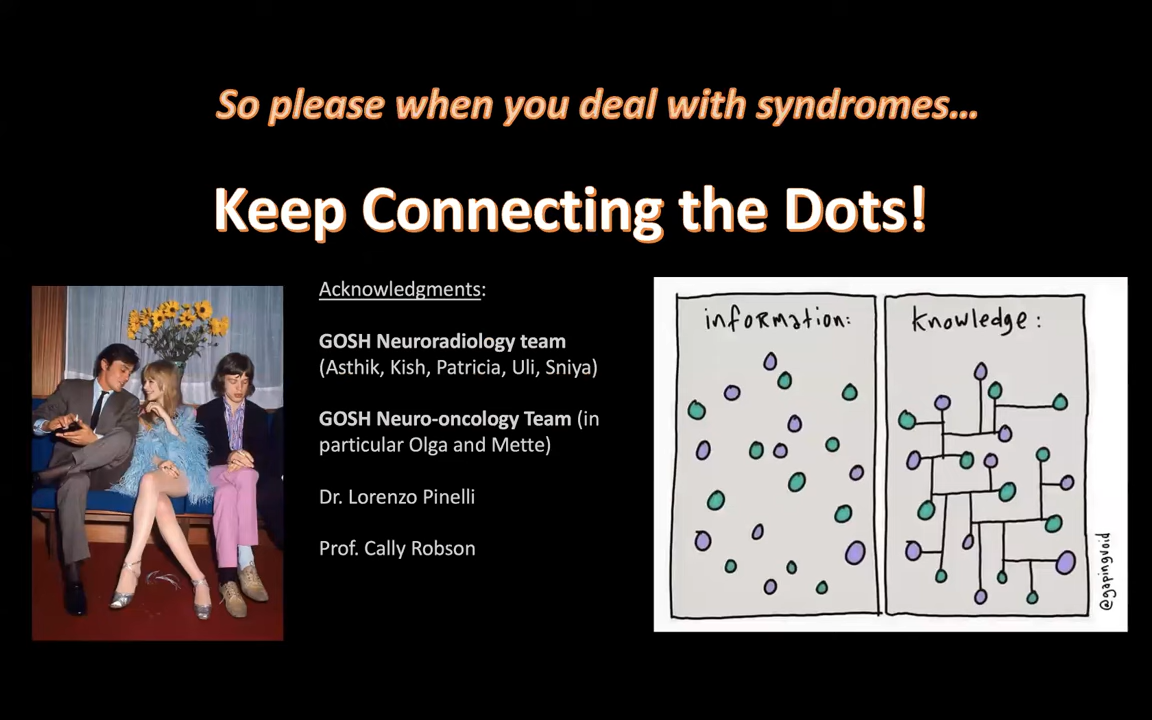 So please when you deal with syndromes...
Keep Connecting the Dots!
Acknowledgments:
GOSH Neuroradiology team
(Asthik, Kish, Patricia, Uli, Sniya)
GOSH Neuro-oncology Team (in
particular Olga and Mette)
Dr. Lorenzo Pinelli
Prof. Cally Robson
information:
knowledge:
@gapingvoid